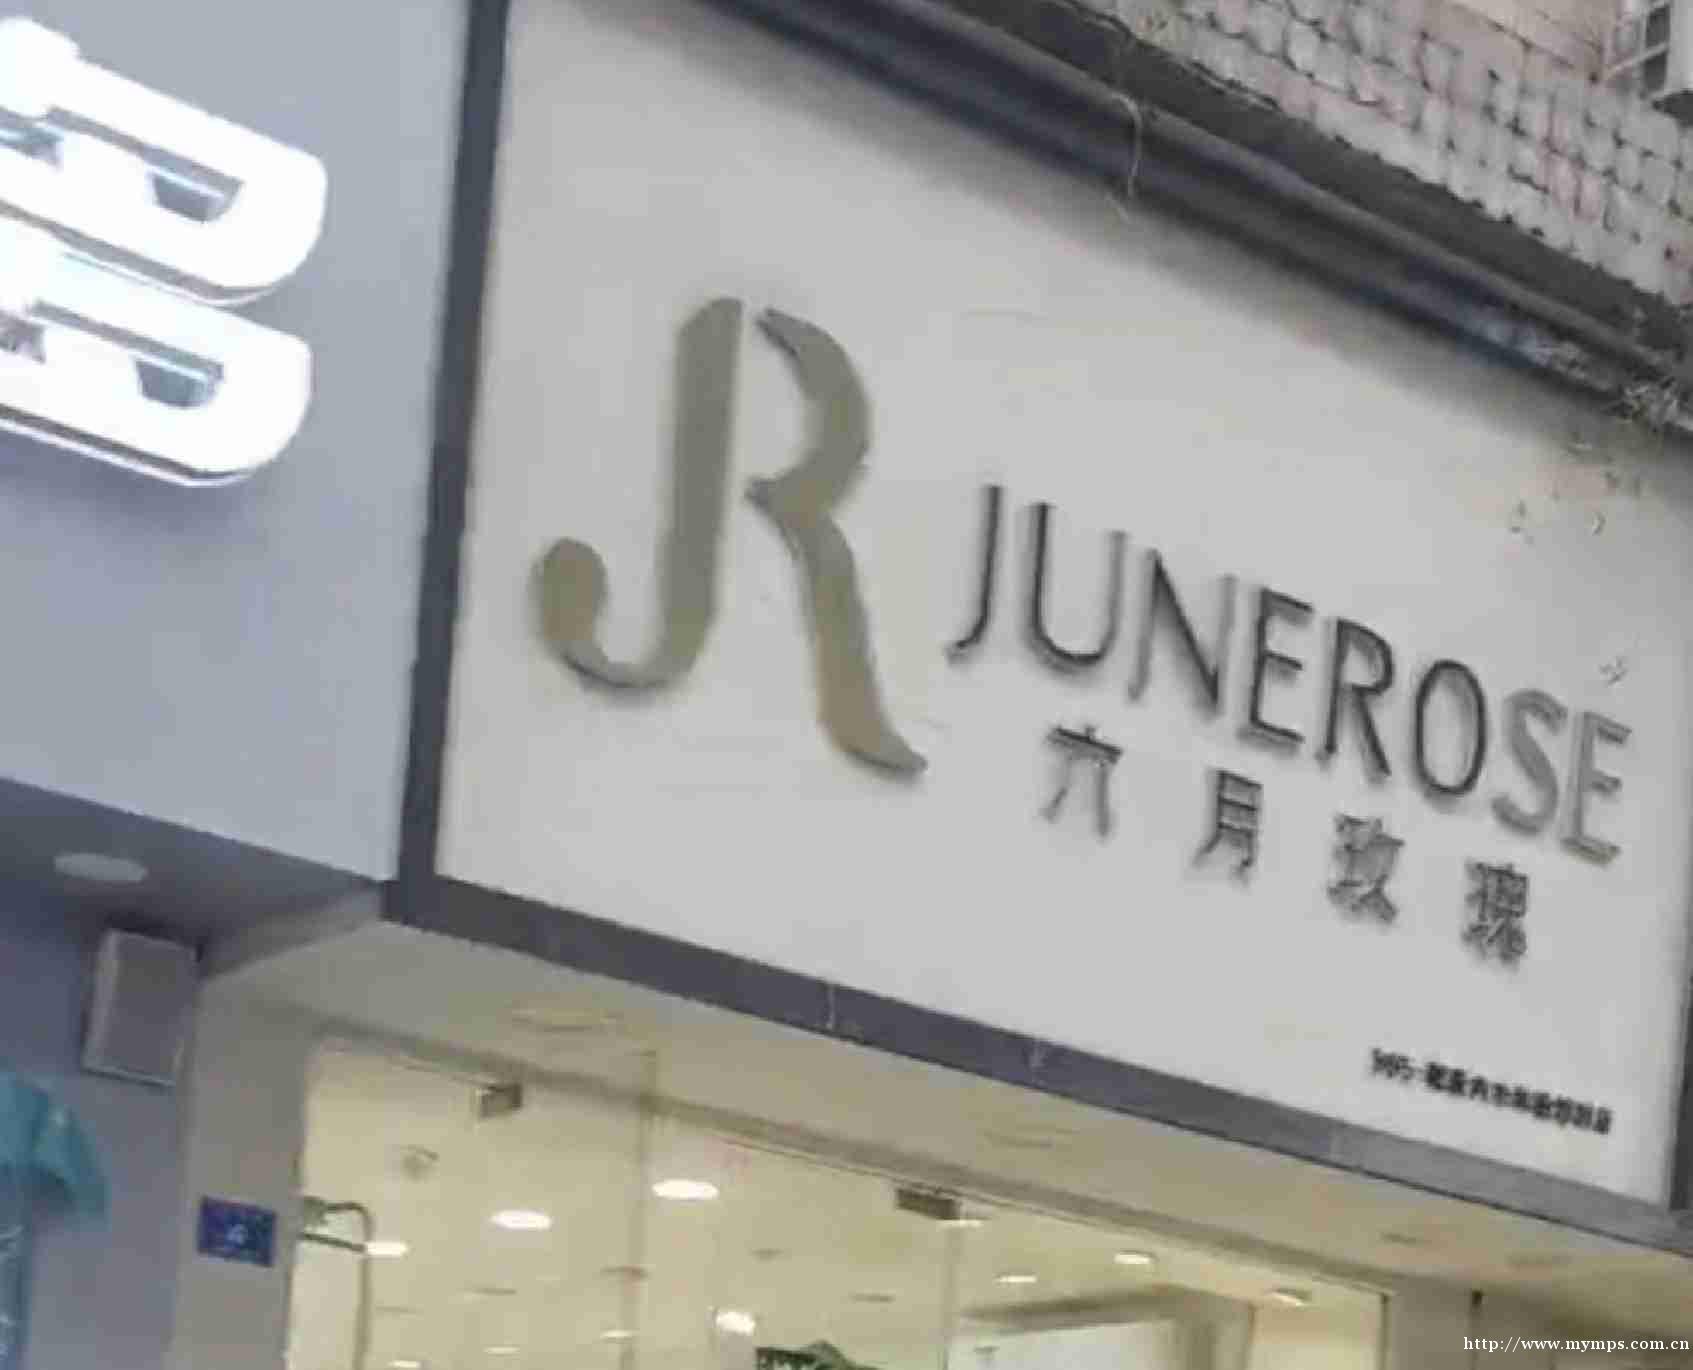 JR
JUNEROSE
六月玫瑰
http://www.mymps.com.cn